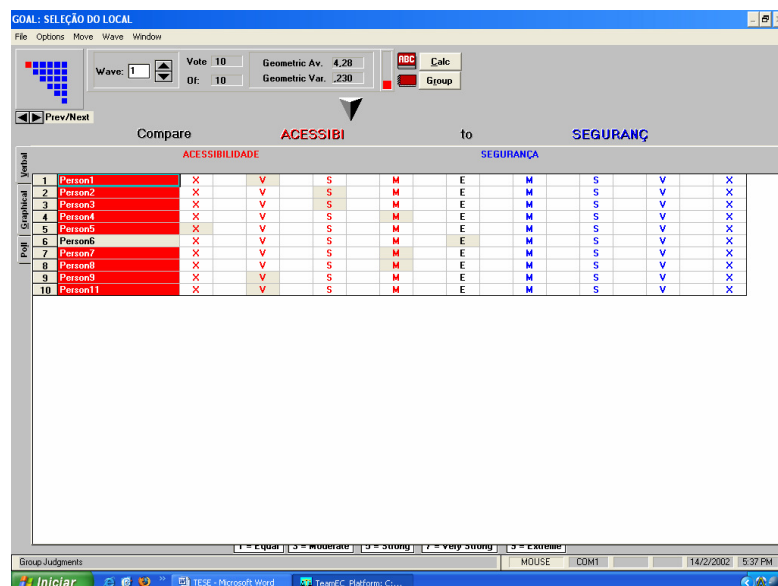 GOAL: SELEÇÃO DO LOCAL
File Options Move Wave Window
Wave: 1 Vote 10 Geometric Av. 4,28 ABC Calc
Of: 10 Geometric Var. ,230 Group
Prev/Next
Compare ACESSIBI to SEGURANÇ
ACESSIBILIDADE SEGURANÇA
Verbal
Graphical
Poll
1 Person1 X V S M E M S V X
2 Person2 X V S M E M S V X
3 Person3 X V S M E M S V X
4 Person4 X V S M E M S V X
5 Person5 X V S M E M S V X
6 Person6 X V S M E M S V X
7 Person7 X V S M E M S V X
8 Person8 X V S M E M S V X
9 Person9 X V S M E M S V X
10 Person11 X V S M E M S V X
1 = Equal 3 = Moderate 5 = Strong 7 = Very Strong 9 = Extreme
Group Judgments MOUSE COM1 14/2/2002 5:37 PM
Iniciar » TESE - Microsoft Word TeamEC Platform: C:...